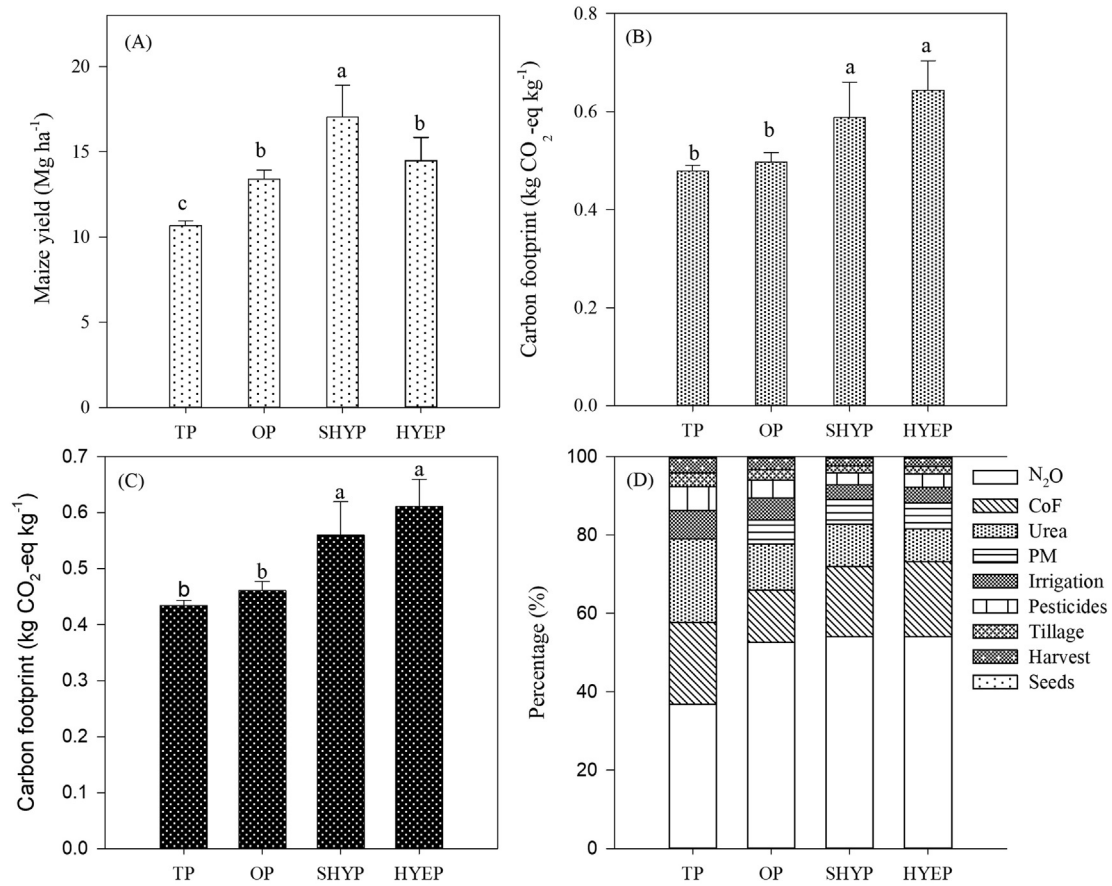 (A)
Maize yield (Mg ha⁻¹)
20
15
10
5
0
c
b
a
b
TP OP SHYP HYEP
(B)
Carbon footprint (kg CO₂-eq kg⁻¹)
0.8
0.6
0.4
0.2
0.0
b
b
a
a
TP OP SHYP HYEP
(C)
Carbon footprint (kg CO₂-eq kg⁻¹)
0.7
0.6
0.5
0.4
0.3
0.2
0.1
0.0
b
b
a
a
TP OP SHYP HYEP
(D)
Percentage (%)
100
80
60
40
20
0
TP OP SHYP HYEP
N₂O
CoF
Urea
PM
Irrigation
Pesticides
Tillage
Harvest
Seeds